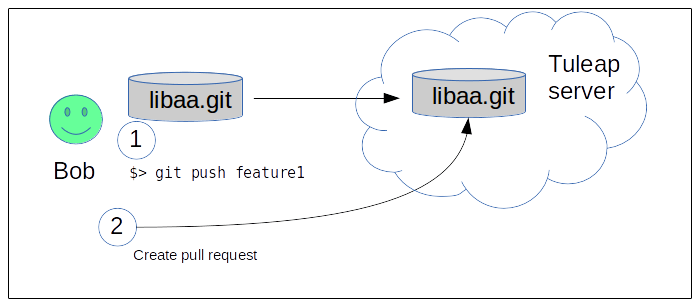 libaa.git
libaa.git
Tuleap
server
1
Bob
$> git push feature1
2
Create pull request